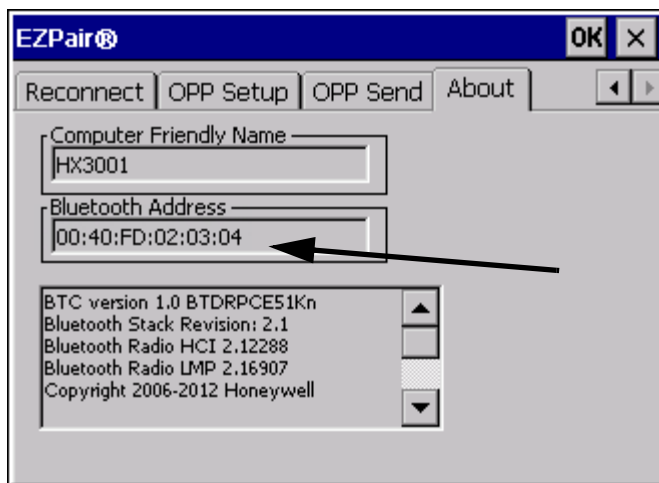 EZPair® OK ×
Reconnect OPP Setup OPP Send About
Computer Friendly Name
HX3001
Bluetooth Address
00:40:FD:02:03:04
BTC version 1.0 BTDRPCE51Kn
Bluetooth Stack Revision: 2.1
Bluetooth Radio HCI 2.12288
Bluetooth Radio LMP 2.16907
Copyright 2006-2012 Honeywell